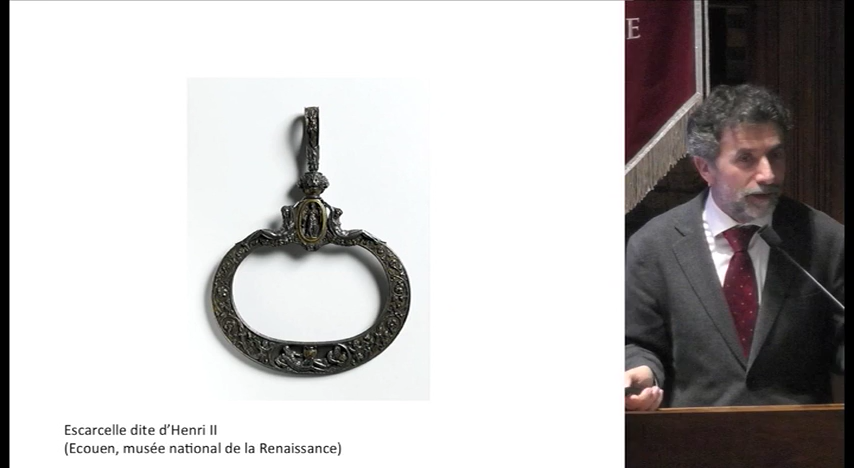 E
Escarcelle dite d'Henri II
(Ecouen, musée national de la Renaissance)